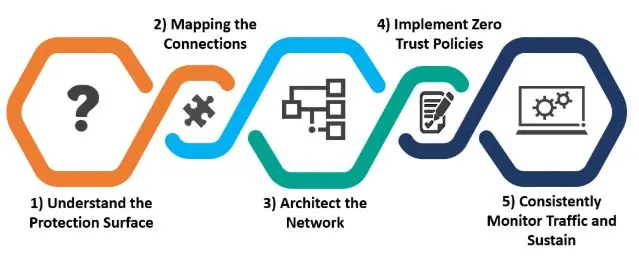 1) Understand the
Protection Surface
2) Mapping the
Connections
3) Architect the
Network
4) Implement Zero
Trust Policies
5) Consistently
Monitor Traffic and
Sustain